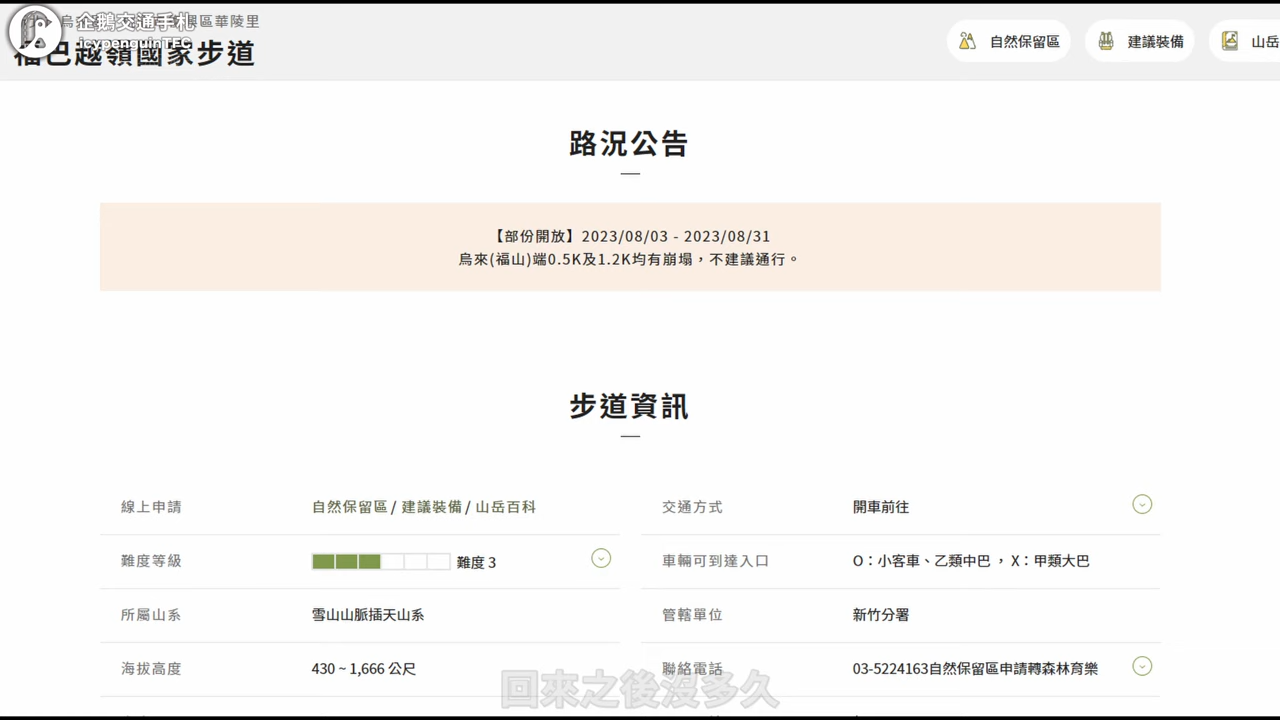 企鵝交通手札
icypenguinTFC
區華陵里
福巴越嶺國家步道
自然保留區
建議裝備
山岳
路況公告
【部份開放】2023/08/03 - 2023/08/31
烏來(福山)端0.5K及1.2K均有崩塌，不建議通行。
步道資訊
線上申請 自然保留區 / 建議裝備 / 山岳百科
交通方式 開車前往
難度等級 難度 3
車輛可到達入口 O：小客車、乙類中巴 ， X：甲類大巴
所屬山系 雪山山脈插天山系
管轄單位 新竹分署
海拔高度 430 ~ 1,666 公尺
聯絡電話 03-5224163自然保留區申請轉森林育樂
回來之後沒多久